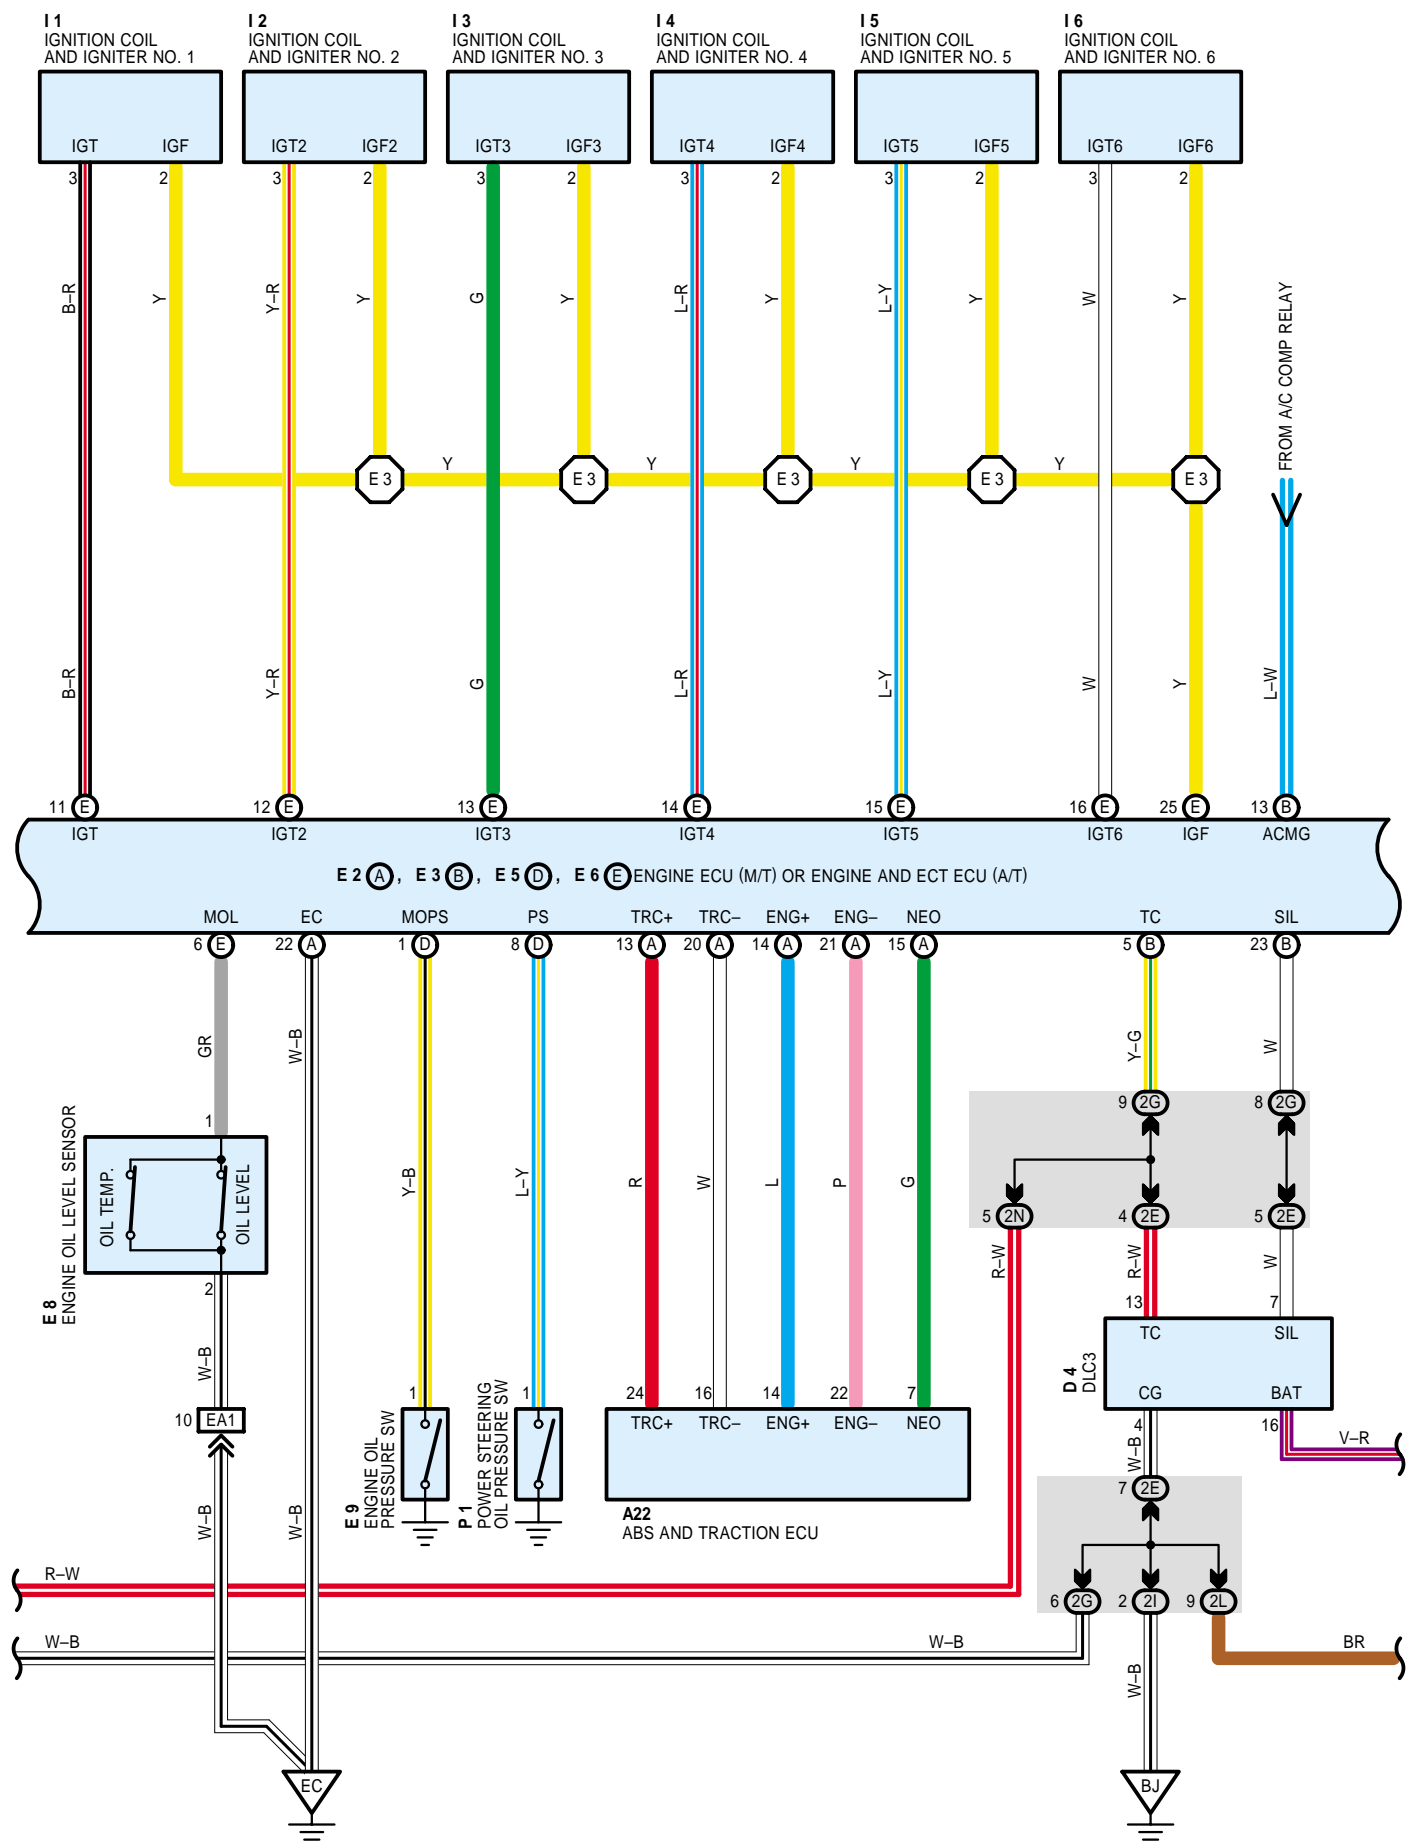 I 1
IGNITION COIL
AND IGNITER NO. 1
I 2
IGNITION COIL
AND IGNITER NO. 2
I 3
IGNITION COIL
AND IGNITER NO. 3
I 4
IGNITION COIL
AND IGNITER NO. 4
I 5
IGNITION COIL
AND IGNITER NO. 5
I 6
IGNITION COIL
AND IGNITER NO. 6
IGT IGF IGT2 IGF2 IGT3 IGF3 IGT4 IGF4 IGT5 IGF5 IGT6 IGF6
3 2 3 2 3 2 3 2 3 2 3 2
B–R Y Y–R Y G Y L–R Y L–Y Y W Y
FROM A/C COMP RELAY
Y Y Y Y
E 3 E 3 E 3 E 3 E 3
B–R Y–R G L–R L–Y W Y L–W
11 E 12 E 13 E 14 E 15 E 16 E 25 E 13 B
IGT IGT2 IGT3 IGT4 IGT5 IGT6 IGF ACMG
E 2 A , E 3 B , E 5 D , E 6 E ENGINE ECU (M/T) OR ENGINE AND ECT ECU (A/T)
MOL EC MOPS PS TRC+ TRC– ENG+ ENG– NEO TC SIL
6 E 22 A 1 D 8 D 13 A 20 A 14 A 21 A 15 A 5 B 23 B
GR W–B Y–G W
9 2G 8 2G
1
OIL TEMP.
OIL LEVEL
E 8
ENGINE OIL LEVEL SENSOR
Y–B L–Y R W L P G
5 2N 4 2E 5 2E
R–W R–W W
2
13 7
TC SIL
D 4
DLC3
CG BAT
W–B
10 EA1
1 1 24 16 14 22 7
TRC+ TRC– ENG+ ENG– NEO
4 16
W–B
V–R
7 2E
E 9
ENGINE OIL
PRESSURE SW
P 1
POWER STEERING
OIL PRESSURE SW
A22
ABS AND TRACTION ECU
W–B W–B
R–W
6 2G 2 2I 9 2L
W–B W–B BR
W–B
EC BJ